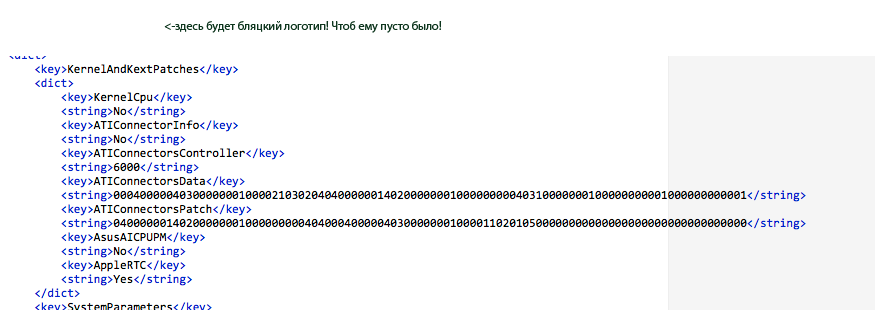 <-здесь будет бляцкий логотип! Чтоб ему пусто было!
<dict>
<key>KernelAndKextPatches</key>
<dict>
<key>KernelCpu</key>
<string>No</string>
<key>ATIConnectorInfo</key>
<string>No</string>
<key>ATIConnectorsController</key>
<string>6000</string>
<key>ATIConnectorsData</key>
<string>000400000403000000010000210302040400000014020000000100000000040310000000100000000001000000000001</string>
<key>ATIConnectorsPatch</key>
<string>040000001402000000010000000004040004000004030000000100001102010500000000000000000000000000000000</string>
<key>AsusAICPUPM</key>
<string>No</string>
<key>AppleRTC</key>
<string>Yes</string>
</dict>
<key>SystemParameters</key>